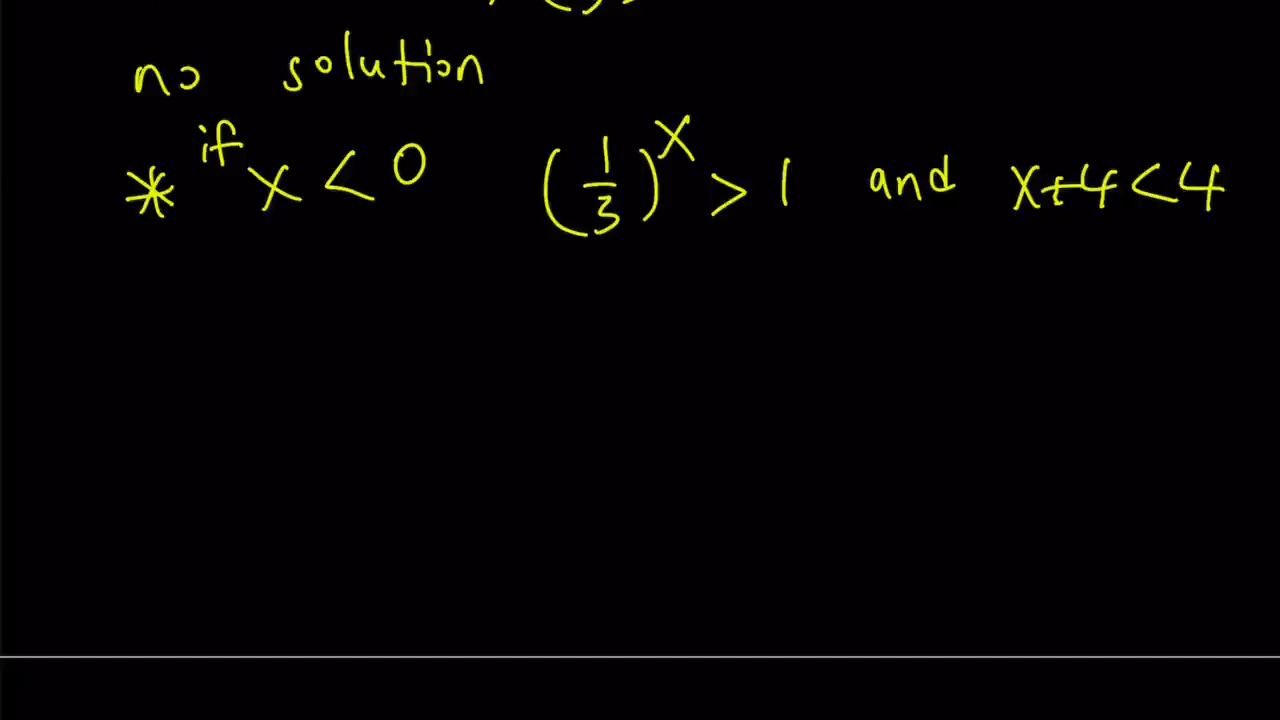 no solution
* if x < 0 (1/3)^x > 1 and x+4 < 4